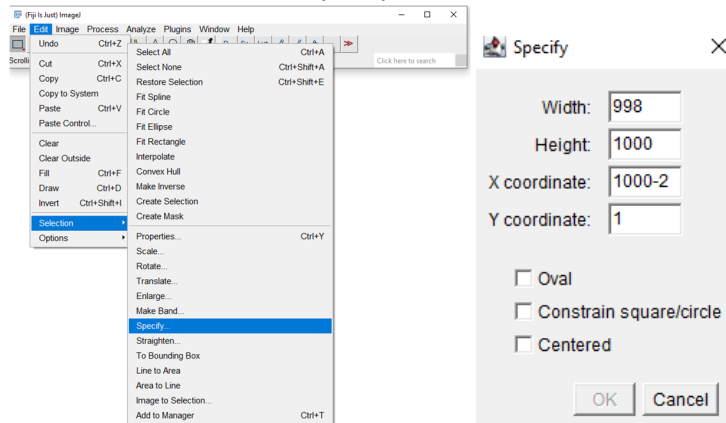 (Fiji Is Just) ImageJ
File Edit Image Process Analyze Plugins Window Help
Click here to search
Undo Ctrl+Z
Cut Ctrl+X
Copy Ctrl+C
Copy to System
Paste Ctrl+V
Paste Control...
Clear
Clear Outside
Fill Ctrl+F
Draw Ctrl+D
Invert Ctrl+Shift+I
Selection
Options
Select All Ctrl+A
Select None Ctrl+Shift+A
Restore Selection Ctrl+Shift+E
Fit Spline
Fit Circle
Fit Ellipse
Fit Rectangle
Interpolate
Convex Hull
Make Inverse
Create Selection
Create Mask
Properties... Ctrl+Y
Scale...
Rotate...
Translate...
Enlarge...
Make Band...
Specify...
Straighten...
To Bounding Box
Line to Area
Area to Line
Image to Selection...
Add to Manager Ctrl+T
Specify
Width: 998
Height: 1000
X coordinate: 1000-2
Y coordinate: 1
Oval
Constrain square/circle
Centered
OK Cancel